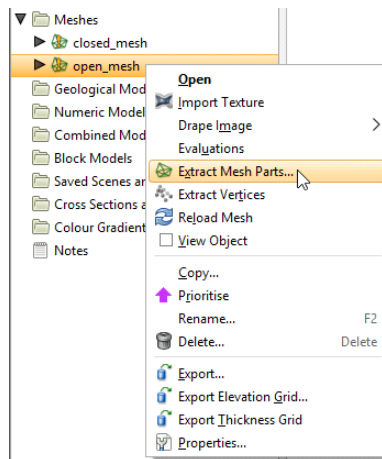 Meshes
closed_mesh
open_mesh
Geological Mod
Numeric Model
Combined Mod
Block Models
Saved Scenes ar
Cross Sections a
Colour Gradient
Notes
Open
Import Texture
Drape Image
Evaluations
Extract Mesh Parts...
Extract Vertices
Reload Mesh
View Object
Copy...
Prioritise
Rename... F2
Delete... Delete
Export...
Export Elevation Grid...
Export Thickness Grid
Properties...